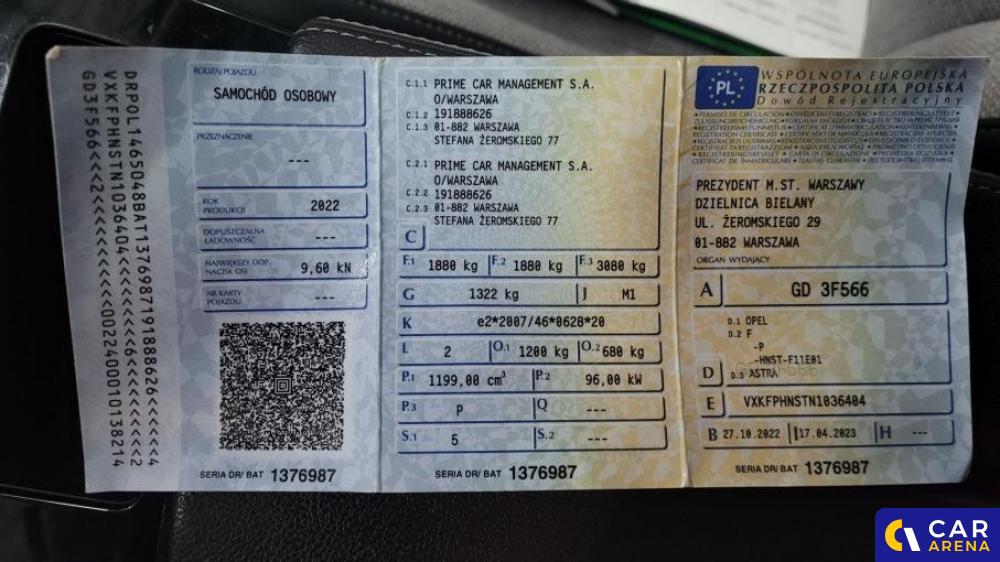 DRPOL1465048BAT1376987191888626<<<<<4
RODZAJ POJAZDU
SAMOCHÓD OSOBOWY
PRZEZNACZENIE
---
ROK PRODUKCJI
2022
DOPUSZCZALNA ŁADOWNOŚĆ
---
NAJWIĘKSZY DOP. NACISK OSI
9,60 kN
NR KARTY POJAZDU
---
SERIA DR/ BAT 1376987
C.1.1 PRIME CAR MANAGEMENT S.A.
O/WARSZAWA
C.1.2 191888626
C.1.3 01-882 WARSZAWA
STEFANA ŻEROMSKIEGO 77
C.2.1 PRIME CAR MANAGEMENT S.A.
O/WARSZAWA
C.2.2 191888626
C.2.3 01-882 WARSZAWA
STEFANA ŻEROMSKIEGO 77
C
F.1 1880 kg F.2 1880 kg F.3 3080 kg
G 1322 kg J M1
K e2*2007/46*0628*20
L 2 O.1 1200 kg O.2 680 kg
P.1 1199,00 cm³ P.2 96,00 kW
P.3 P Q ---
S.1 5 S.2 ---
SERIA DR/ BAT 1376987
PL
WSPÓLNOTA EUROPEJSKA
RZECZPOSPOLITA POLSKA
Dowód Rejestracyjny
PREZYDENT M.ST. WARSZAWY
DZIELNICA BIELANY
UL. ŻEROMSKIEGO 29
01-882 WARSZAWA
ORGAN WYDAJĄCY
A GD 3F566
D.1 OPEL
D.2 F
-P
-HNST-F11E01
D D.3 ASTRA
E VXKFPHNSTN1036404
B 27.10.2022 I 17.04.2023 H ---
SERIA DR/ BAT 1376987
CAR
ARENA